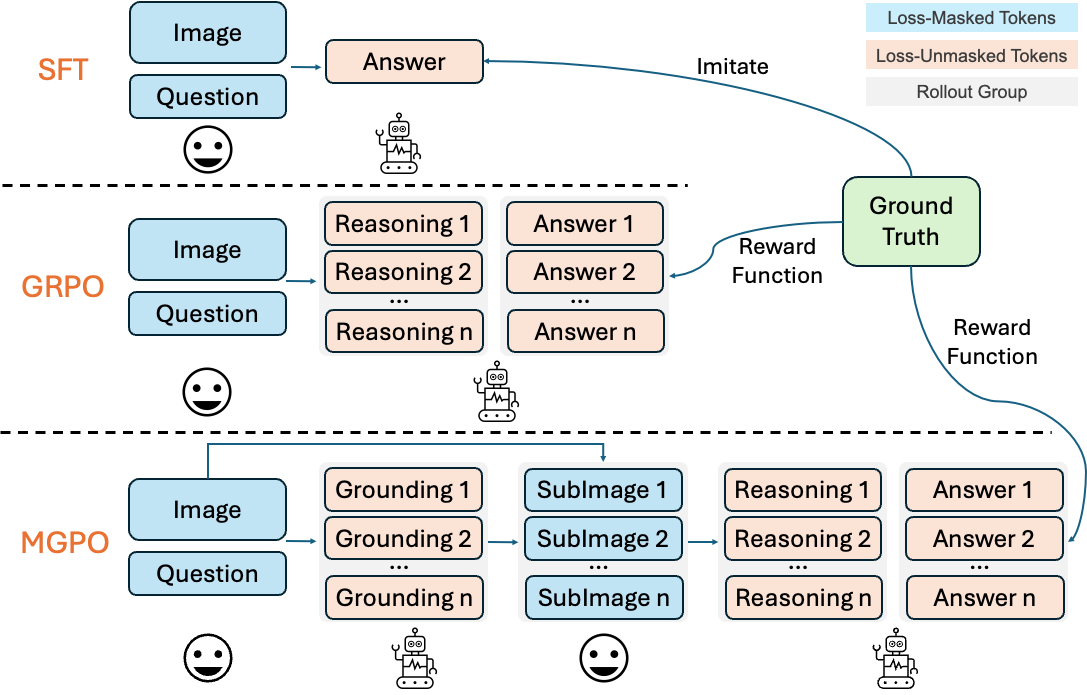 Loss-Masked Tokens
Loss-Unmasked Tokens
Rollout Group
SFT
Image
Question
Answer
Imitate
Ground
Truth
GRPO
Image
Question
Reasoning 1
Reasoning 2
...
Reasoning n
Answer 1
Answer 2
...
Answer n
Reward
Function
Reward
Function
MGPO
Image
Question
Grounding 1
Grounding 2
...
Grounding n
SubImage 1
SubImage 2
...
SubImage n
Reasoning 1
Reasoning 2
...
Reasoning n
Answer 1
Answer 2
...
Answer n